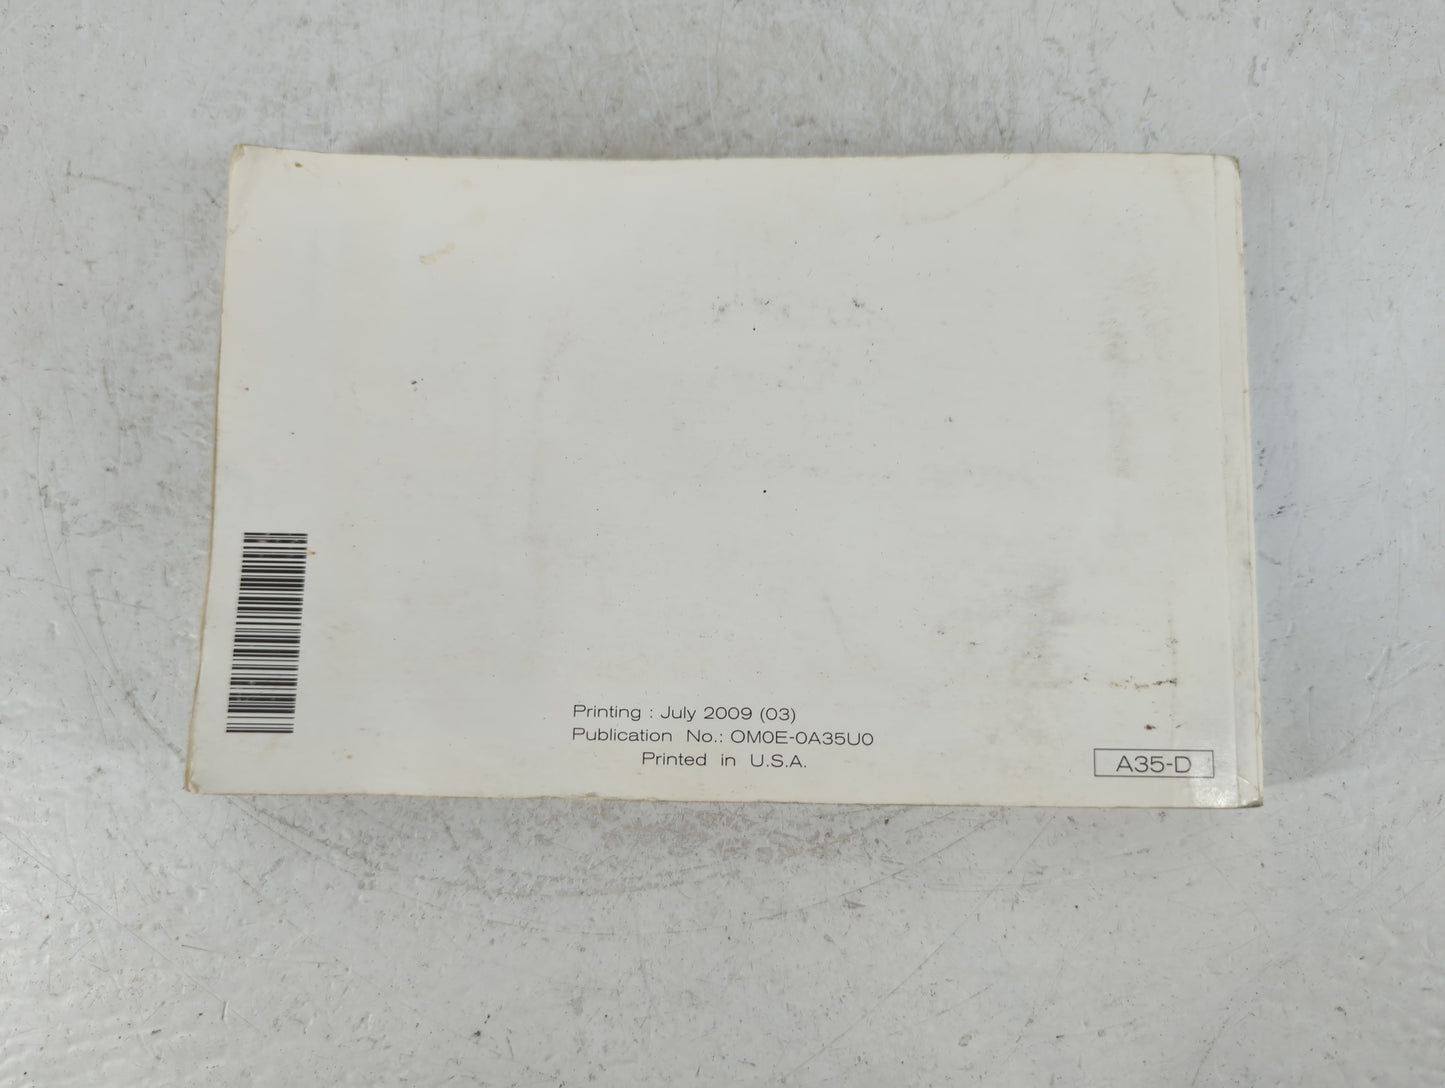 Printing : July 2009 (03)
Publication No.: OM0E-0A35U0
Printed in U.S.A.
A35-D